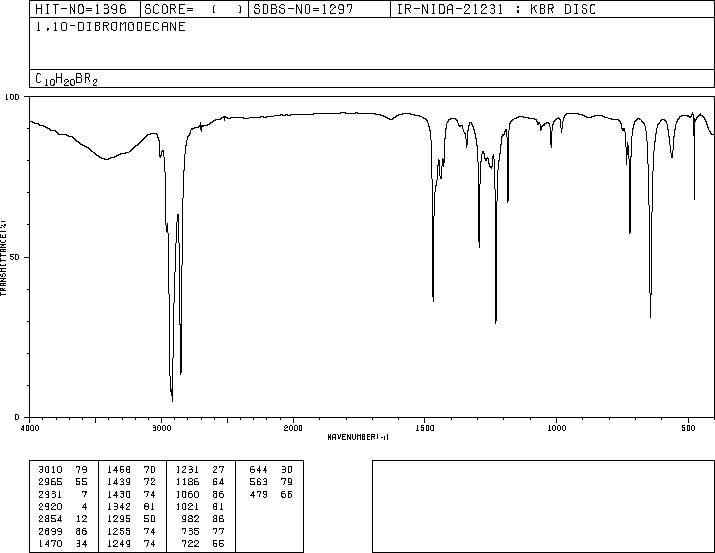 HIT-NO=1396 SCORE= ( ) SDBS-NO=1297 IR-NIDA-21231 : KBR DISC
1,10-DIBROMODECANE
C10H20BR2
100
50
0
TRANSMITTANCE(%)
4000 3000 2000 1500 1000 500
WAVENUMBER(-1)
3010 79 1468 70 1231 27 644 30
2965 55 1439 72 1186 64 563 79
2931 7 1430 74 1060 86 479 66
2920 4 1342 81 1021 81
2854 12 1295 50 982 86
2699 86 1255 74 735 77
1470 34 1249 74 722 55